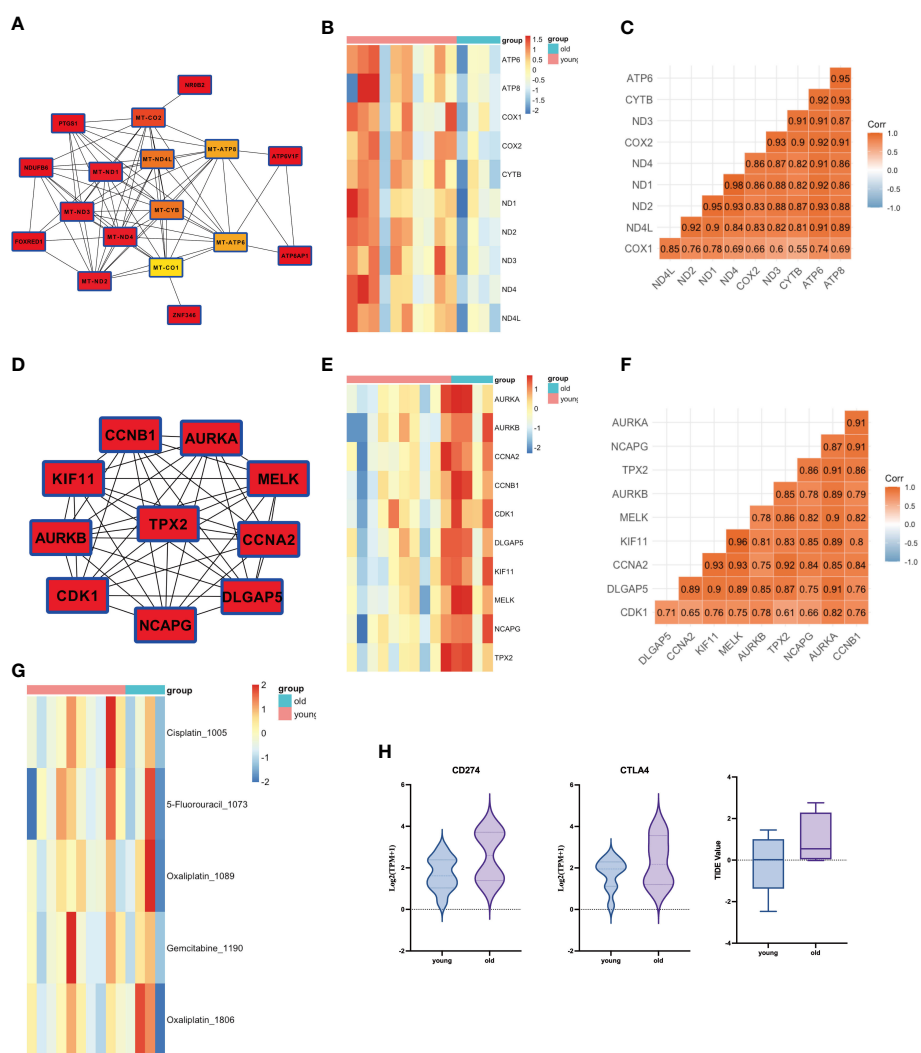 A
NR0B2
PTGS1
MT-CO2
MT-ATP8
ATP6V1F
NDUFB6
MT-ND1
MT-ND4L
MT-ND3
MT-CYB
FOXRED1
MT-ND4
MT-ATP6
ATP6AP1
MT-ND2
MT-CO1
B
group
ATP6
ATP8
COX1
COX2
CYTB
ND1
ND2
ND3
ND4
ND4L
1.5
1
0.5
0
-0.5
-1
-1.5
-2
group
old
young
C
ATP6 0.95
CYTB 0.92 0.93
ND3 0.91 0.91 0.87
COX2 0.93 0.9 0.92 0.91
ND4 0.86 0.87 0.82 0.91 0.86
ND1 0.98 0.86 0.88 0.82 0.92 0.86
ND2 0.95 0.93 0.83 0.88 0.87 0.93 0.88
ND4L 0.92 0.9 0.84 0.83 0.82 0.81 0.91 0.89
COX1 0.85 0.76 0.78 0.69 0.66 0.6 0.55 0.74 0.69
ND4L ND2 ND1 ND4 COX2 ND3 CYTB ATP6 ATP8
Corr
1.0
0.5
0.0
-0.5
-1.0
D
CCNB1
AURKA
KIF11
MELK
TPX2
AURKB
CCNA2
CDK1
DLGAP5
NCAPG
E
group
AURKA
AURKB
CCNA2
CCNB1
CDK1
DLGAP5
KIF11
MELK
NCAPG
TPX2
1
0
-1
-2
group
old
young
F
AURKA 0.91
NCAPG 0.87 0.91
TPX2 0.86 0.91 0.86
AURKB 0.85 0.78 0.89 0.79
MELK 0.78 0.86 0.82 0.9 0.82
KIF11 0.96 0.81 0.83 0.85 0.89 0.8
CCNA2 0.93 0.93 0.75 0.92 0.84 0.85 0.84
DLGAP5 0.89 0.9 0.89 0.85 0.87 0.75 0.91 0.76
CDK1 0.71 0.65 0.76 0.75 0.78 0.61 0.66 0.82 0.76
DLGAP5 CCNA2 KIF11 MELK AURKB TPX2 NCAPG AURKA CCNB1
Corr
1.0
0.5
0.0
-0.5
-1.0
G
group
Cisplatin_1005
5-Fluorouracil_1073
Oxaliplatin_1089
Gemcitabine_1190
Oxaliplatin_1806
2
1
0
-1
-2
group
old
young
H
CD274
Log2(TPM+1)
6
4
2
0
-2
young old
CTLA4
Log2(TPM+1)
6
4
2
0
-2
young old
TIDE Value
4
2
0
-2
-4
young old